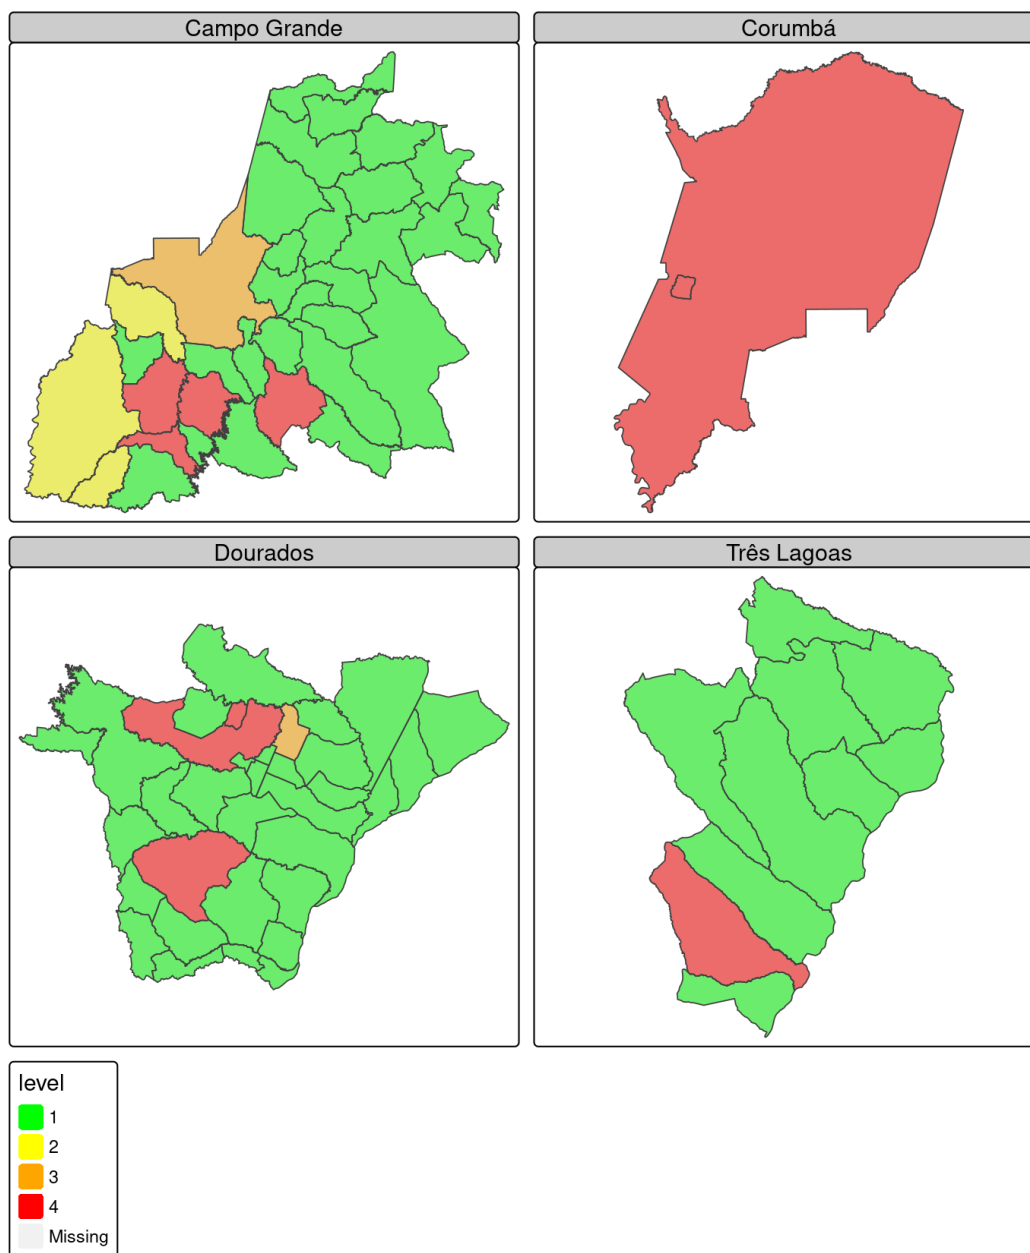 Campo Grande
Corumbá
Dourados
Três Lagoas
level
1
2
3
4
Missing